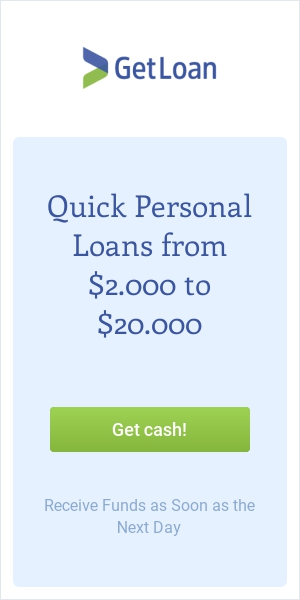 GetLoan
Quick Personal
Loans from
$2.000 to
$20.000
Get cash!
Receive Funds as Soon as the
Next Day